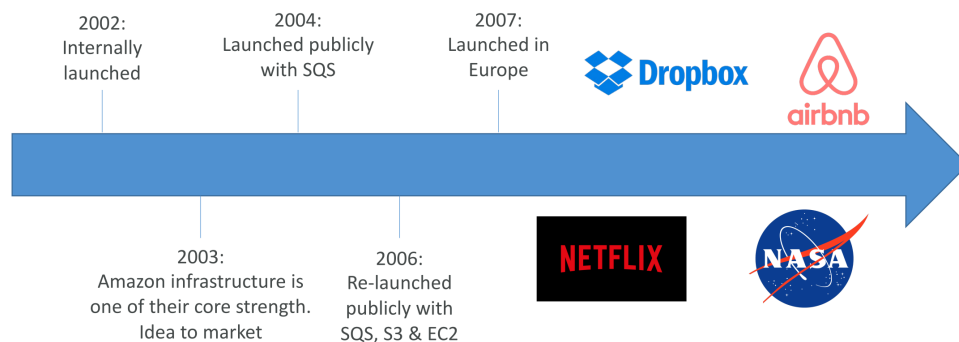 2002:
Internally
launched
2004:
Launched publicly
with SQS
2007:
Launched in
Europe
Dropbox
airbnb
2003:
Amazon infrastructure is
one of their core strength.
Idea to market
2006:
Re-launched
publicly with
SQS, S3 & EC2
NETFLIX
NASA